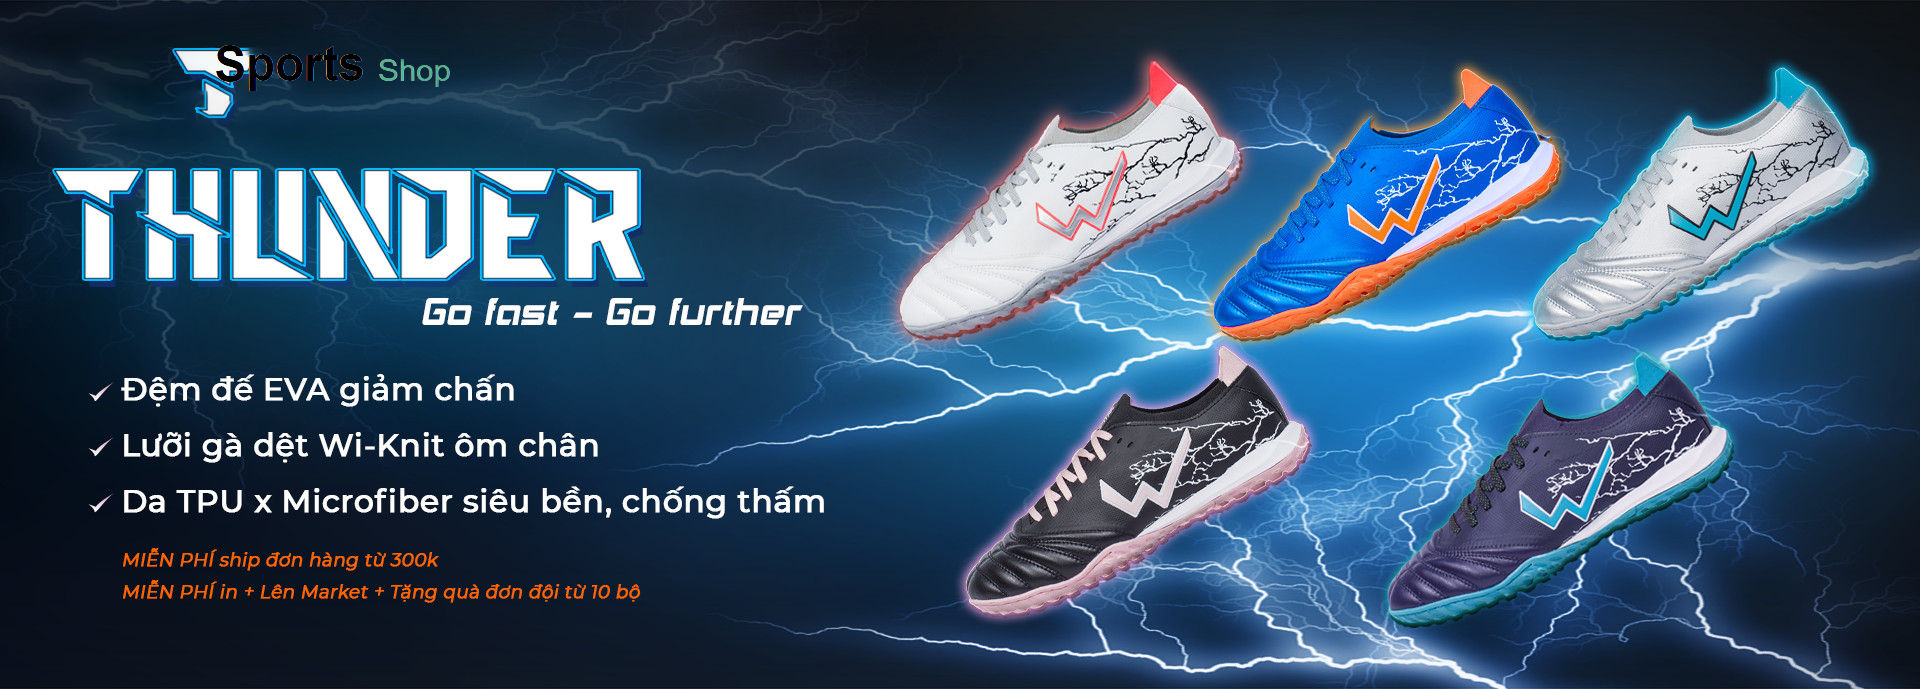 Sports Shop
THUNDER
Go fast - Go further
Đệm đế EVA giảm chấn
Lưỡi gà dệt Wi-Knit ôm chân
Da TPU x Microfiber siêu bền, chống thấm
MIỄN PHÍ ship đơn hàng từ 300k
MIỄN PHÍ in + Lên Market + Tặng quà đơn đội từ 10 bộ